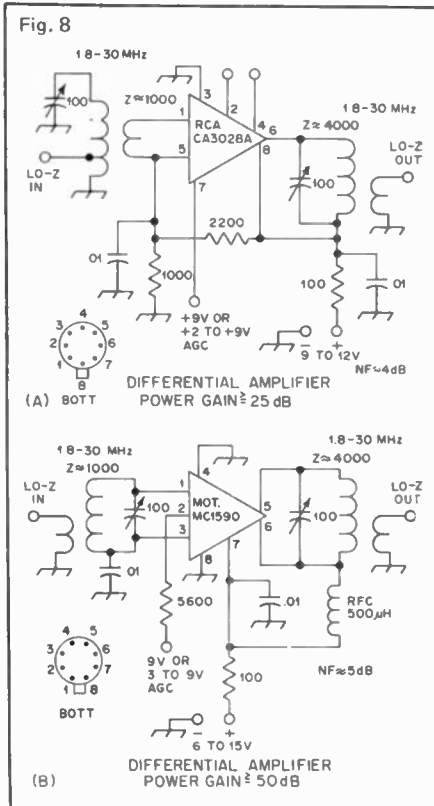 Fig. 8
1.8-30 MHz
100
3
2
4
Z≈1000
1
RCA
CA3028A
6
8
5
7
1.8-30 MHz
Z≈4000
LO-Z
IN
100
LO-Z
OUT
2200
.01
1000
100
.01
+9V OR
+2 TO +9V
AGC
− +
9 TO 12V
NF≈4dB
4
3 5
2 6
1 7
8
BOTT
(A) DIFFERENTIAL AMPLIFIER
POWER GAIN ≧ 25 dB
1.8-30 MHz
Z≈1000
LO-Z
IN
100
.01
4
1
2
3
MOT.
MC1590
5
6
7
8
1.8-30 MHz
Z≈4000
LO-Z
OUT
100
5600
.01
RFC
500µH
9V OR
3 TO 9V
AGC
100
NF≈5dB
4 5
3 6
2 7
1 8
BOTT
− +
6 TO 15V
(B) DIFFERENTIAL AMPLIFIER
POWER GAIN ≧ 50dB